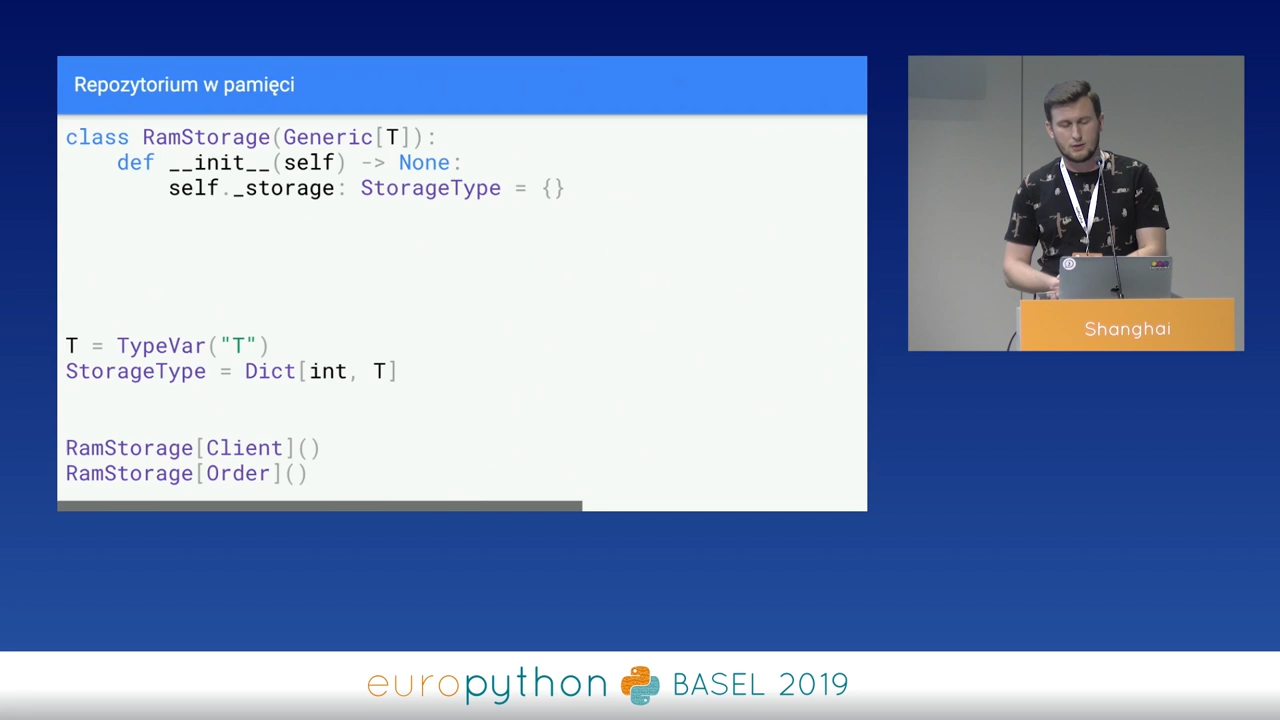 Repozytorium w pamięci
class RamStorage(Generic[T]):
    def __init__(self) -> None:
        self._storage: StorageType = {}
T = TypeVar("T")
StorageType = Dict[int, T]
RamStorage[Client]()
RamStorage[Order]()
Shanghai
europython BASEL 2019